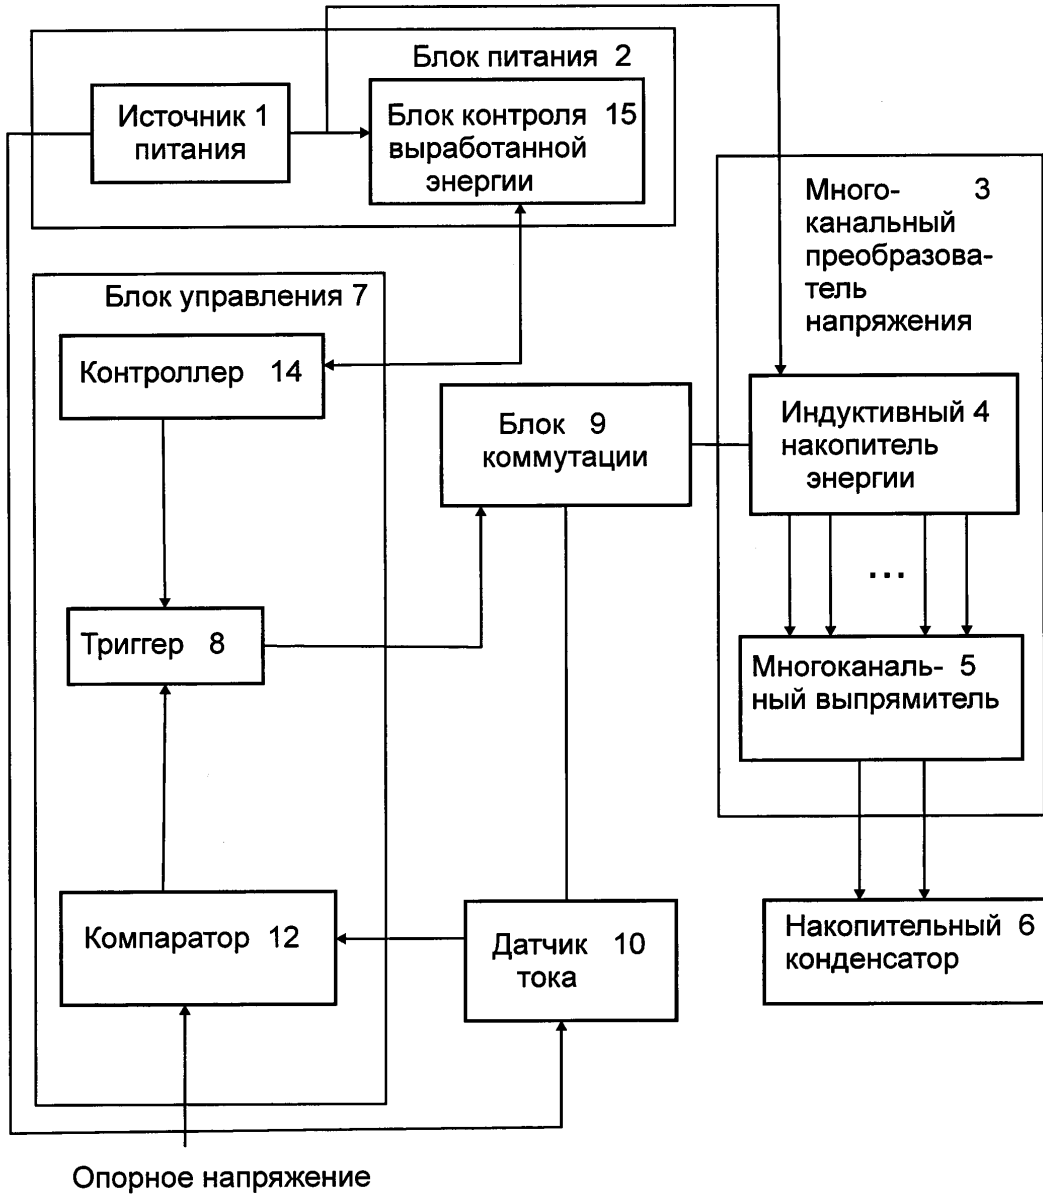 Блок питания 2
Источник 1
питания
Блок контроля 15
выработанной
энергии
Много- 3
канальный
преобразова-
тель
напряжения
Блок управления 7
Контроллер 14
Блок 9
коммутации
Индуктивный 4
накопитель
энергии
...
Триггер 8
Многоканаль- 5
ный выпрямитель
Компаратор 12
Датчик 10
тока
Накопительный 6
конденсатор
Опорное напряжение